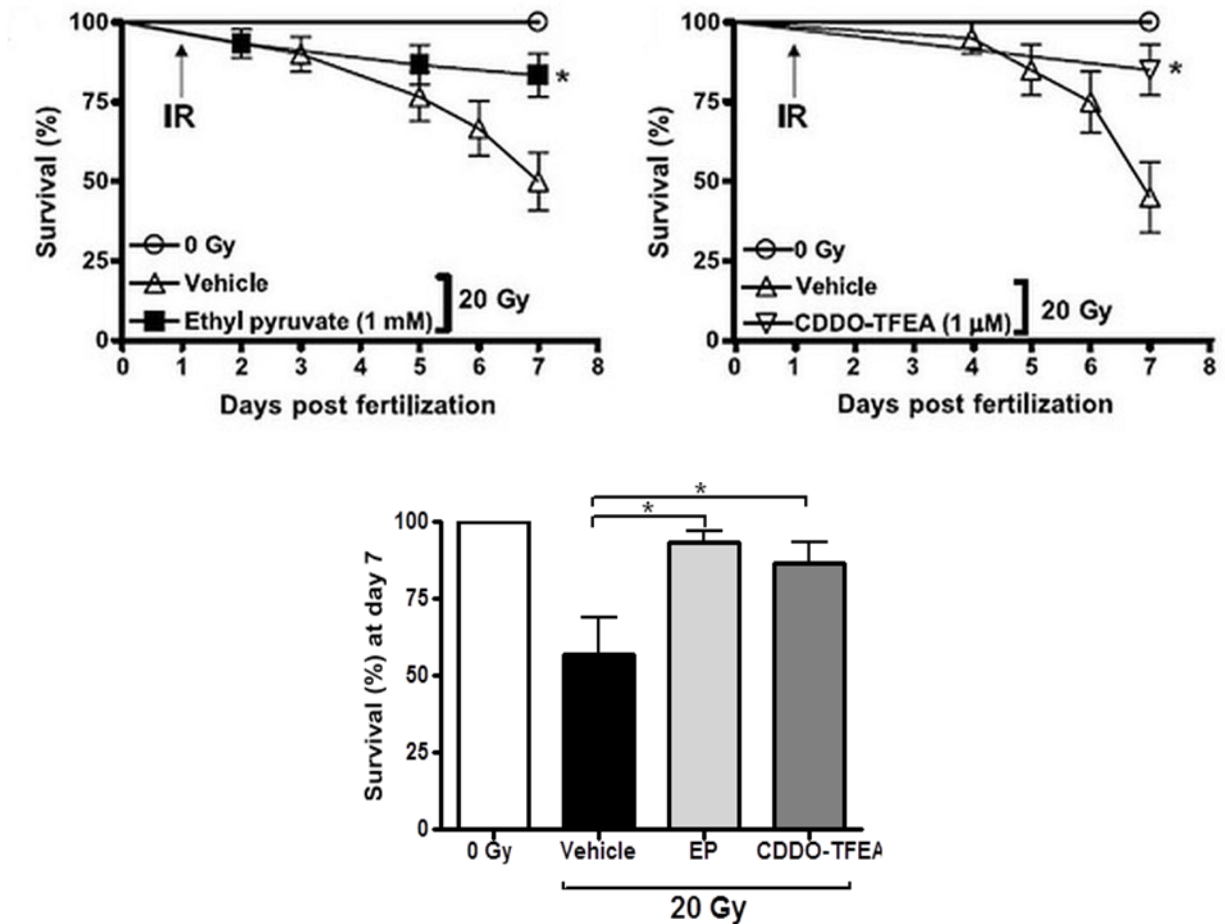 100
75
50
25
0
Survival (%)
IR
*
0 Gy
Vehicle
Ethyl pyruvate (1 mM)
20 Gy
0 1 2 3 4 5 6 7 8
Days post fertilization
100
75
50
25
0
Survival (%)
IR
*
0 Gy
Vehicle
CDDO-TFEA (1 µM)
20 Gy
0 1 2 3 4 5 6 7 8
Days post fertilization
*
*
100
75
50
25
0
Survival (%) at day 7
0 Gy Vehicle EP CDDO-TFEA
20 Gy